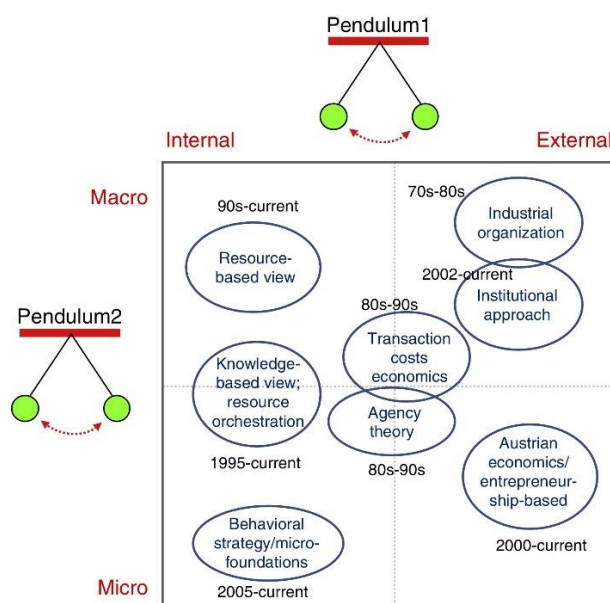 Pendulum1
Internal
External
Macro
70s-80s
Industrial
organization
90s-current
Resource-
based view
2002-current
Institutional
approach
Pendulum2
80s-90s
Transaction
costs
economics
Knowledge-
based view;
resource
orchestration
Agency
theory
1995-current
80s-90s
Austrian
economics/
entrepreneur-
ship-based
2000-current
Behavioral
strategy/micro-
foundations
2005-current
Micro